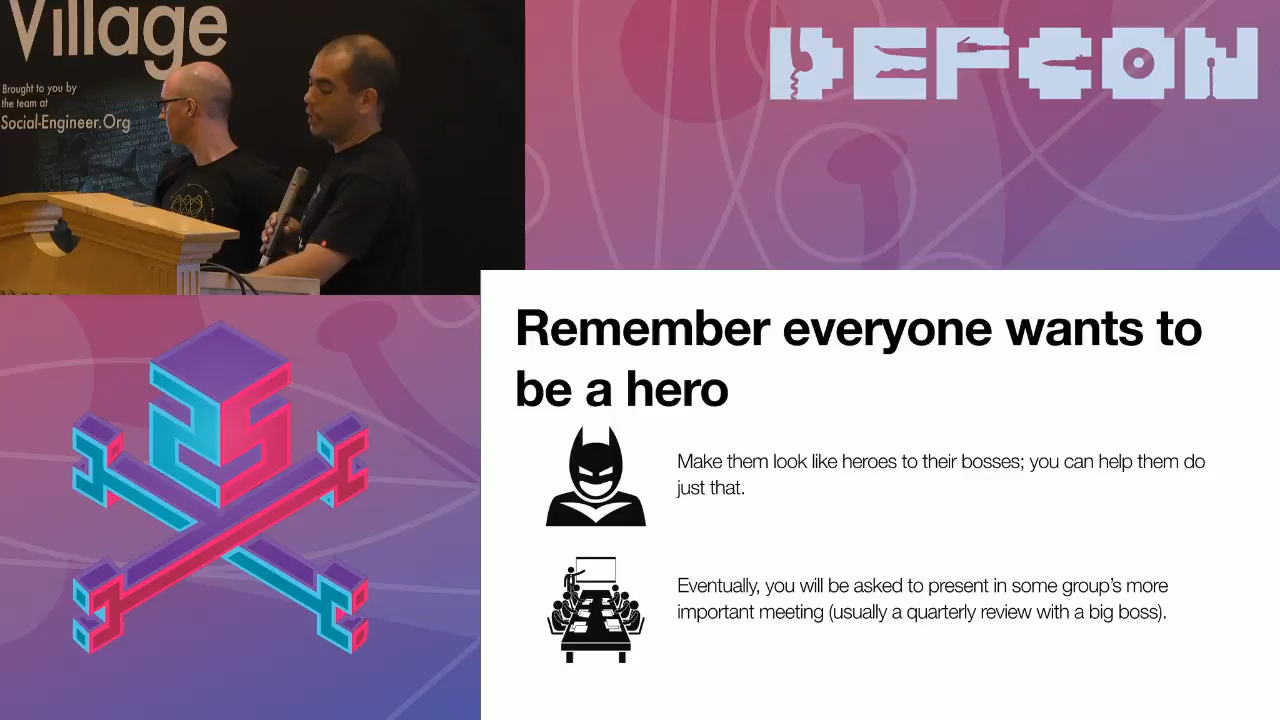 Village
Brought to you by
the team at
Social-Engineer.Org
DEFCON
Remember everyone wants to
be a hero
Make them look like heroes to their bosses; you can help them do
just that.
Eventually, you will be asked to present in some group's more
important meeting (usually a quarterly review with a big boss).